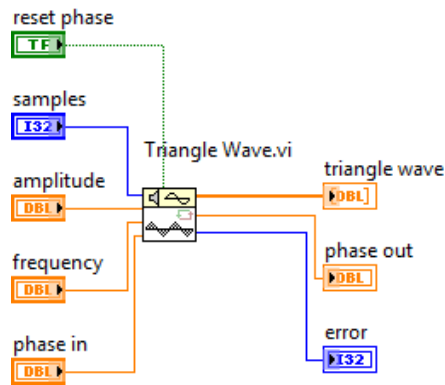 reset phase
TF
samples
I32
Triangle Wave.vi
triangle wave
DBL]
amplitude
DBL
phase out
DBL
frequency
DBL
error
I32
phase in
DBL